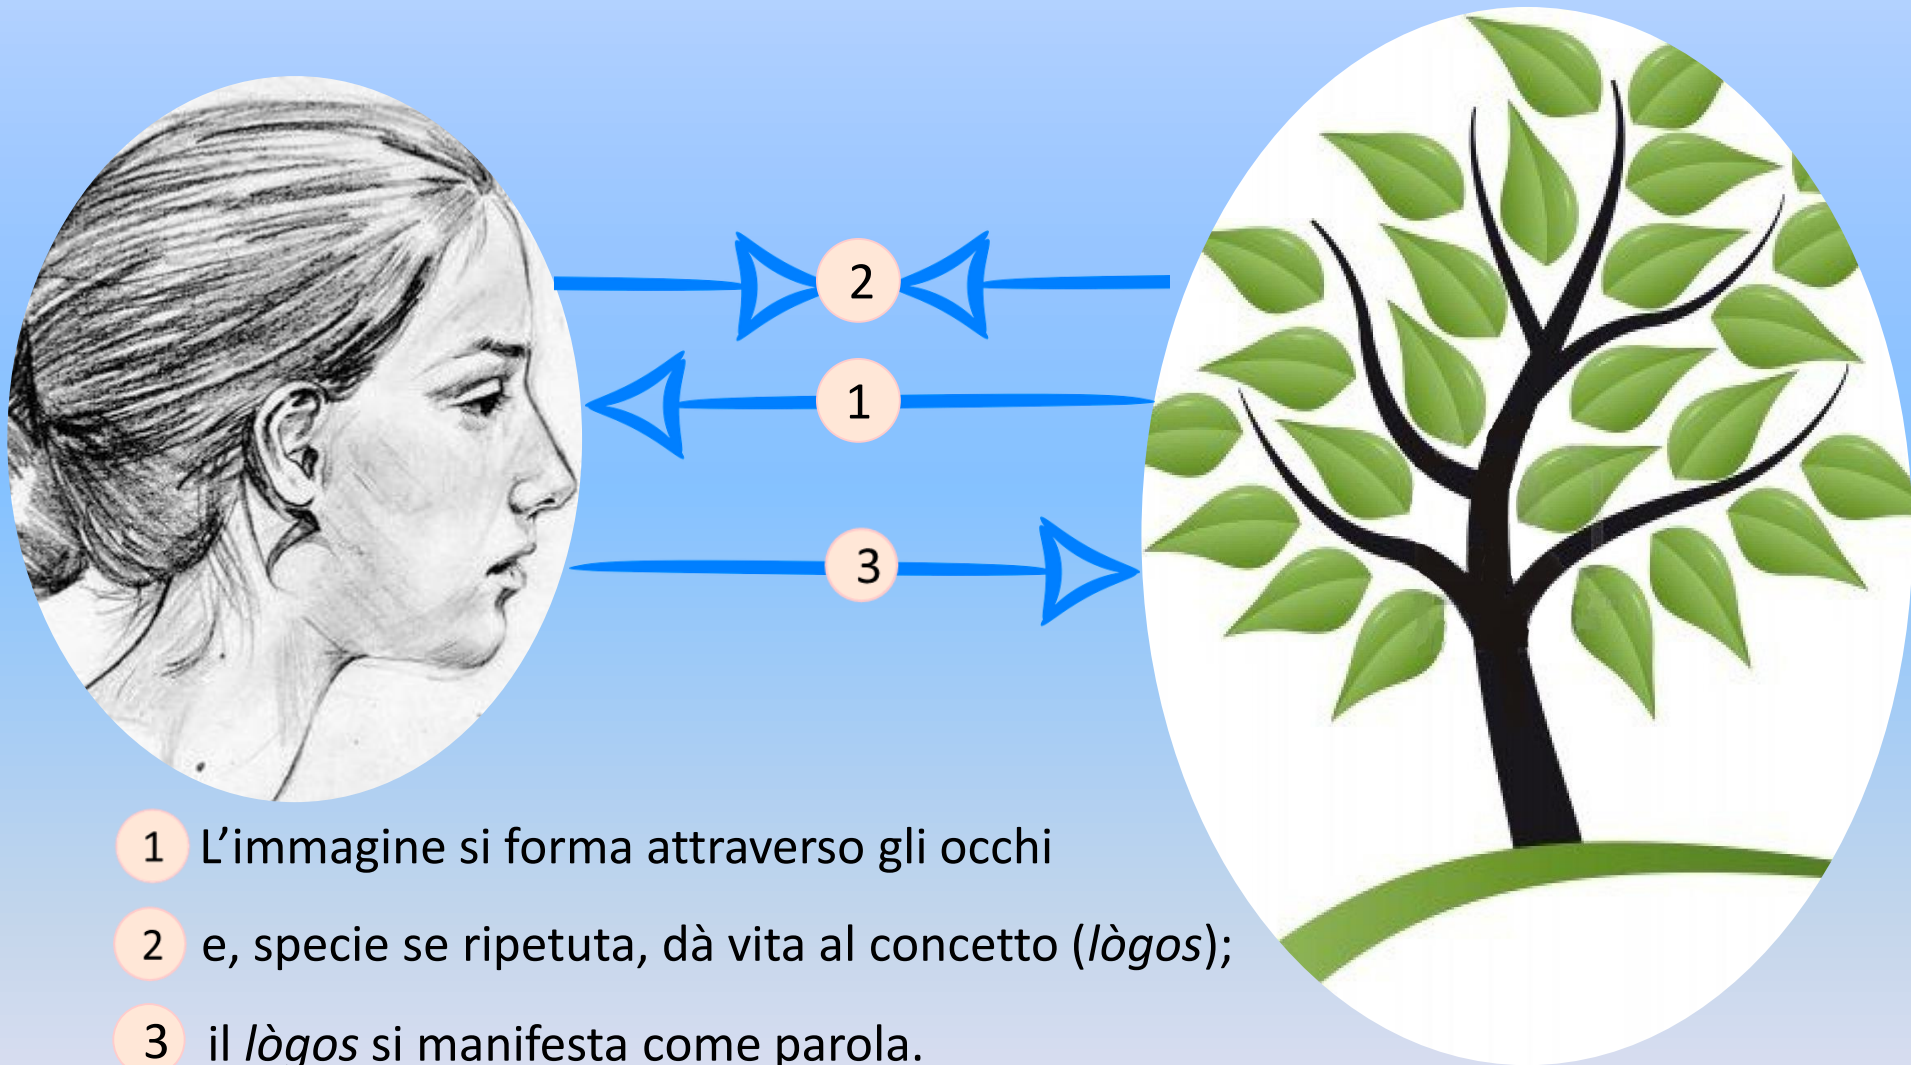 2
1
3
1 L’immagine si forma attraverso gli occhi
2 e, specie se ripetuta, dà vita al concetto (lògos);
3 il lògos si manifesta come parola.